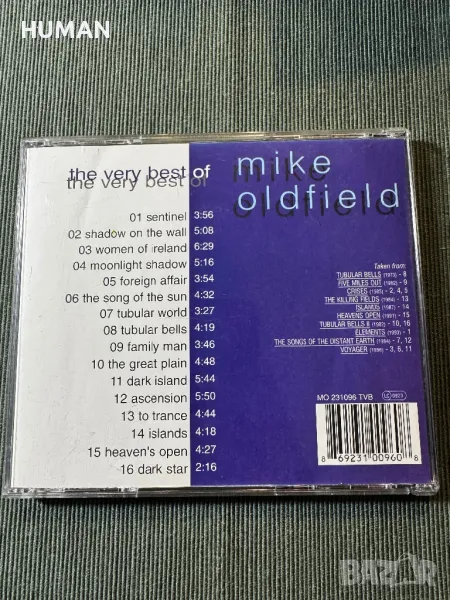 HUMAN
the very best of
the very best of
mike
mike
oldfield
oldfield
01 sentinel 3:56
02 shadow on the wall 5:08
03 women of ireland 6:29
04 moonlight shadow 5:16
05 foreign affair 3:54
06 the song of the sun 4:32
07 tubular world 3:27
08 tubular bells 4:19
09 family man 3:46
10 the great plain 4:48
11 dark island 5:44
12 ascension 5:50
13 to trance 4:44
14 islands 4:18
15 heaven's open 4:27
16 dark star 2:16
Taken from:
TUBULAR BELLS (1973) - 8
FIVE MILES OUT (1982) - 9
CRISES (1983) - 2, 4, 5
THE KILLING FIELDS (1984) - 13
ISLANDS (1987) - 14
HEAVENS OPEN (1991) - 15
TUBULAR BELLS II (1992) - 10, 16
ELEMENTS (1993) - 1
THE SONGS OF THE DISTANT EARTH (1994) - 7, 12
VOYAGER (1996) - 3, 6, 11
MO 231096 TVB
8 69231 00960 8
BAZAR